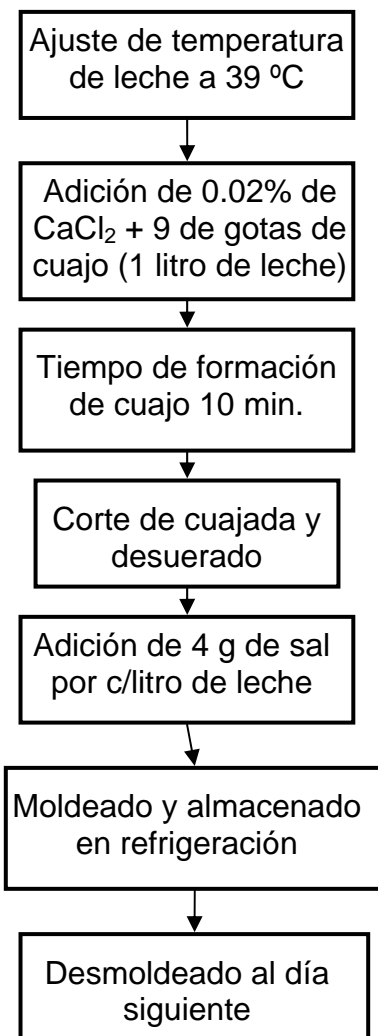 Ajuste de temperatura
de leche a 39 ºC
Adición de 0.02% de
CaCl₂ + 9 de gotas de
cuajo (1 litro de leche)
Tiempo de formación
de cuajo 10 min.
Corte de cuajada y
desuerado
Adición de 4 g de sal
por c/litro de leche
Moldeado y almacenado
en refrigeración
Desmoldeado al día
siguiente